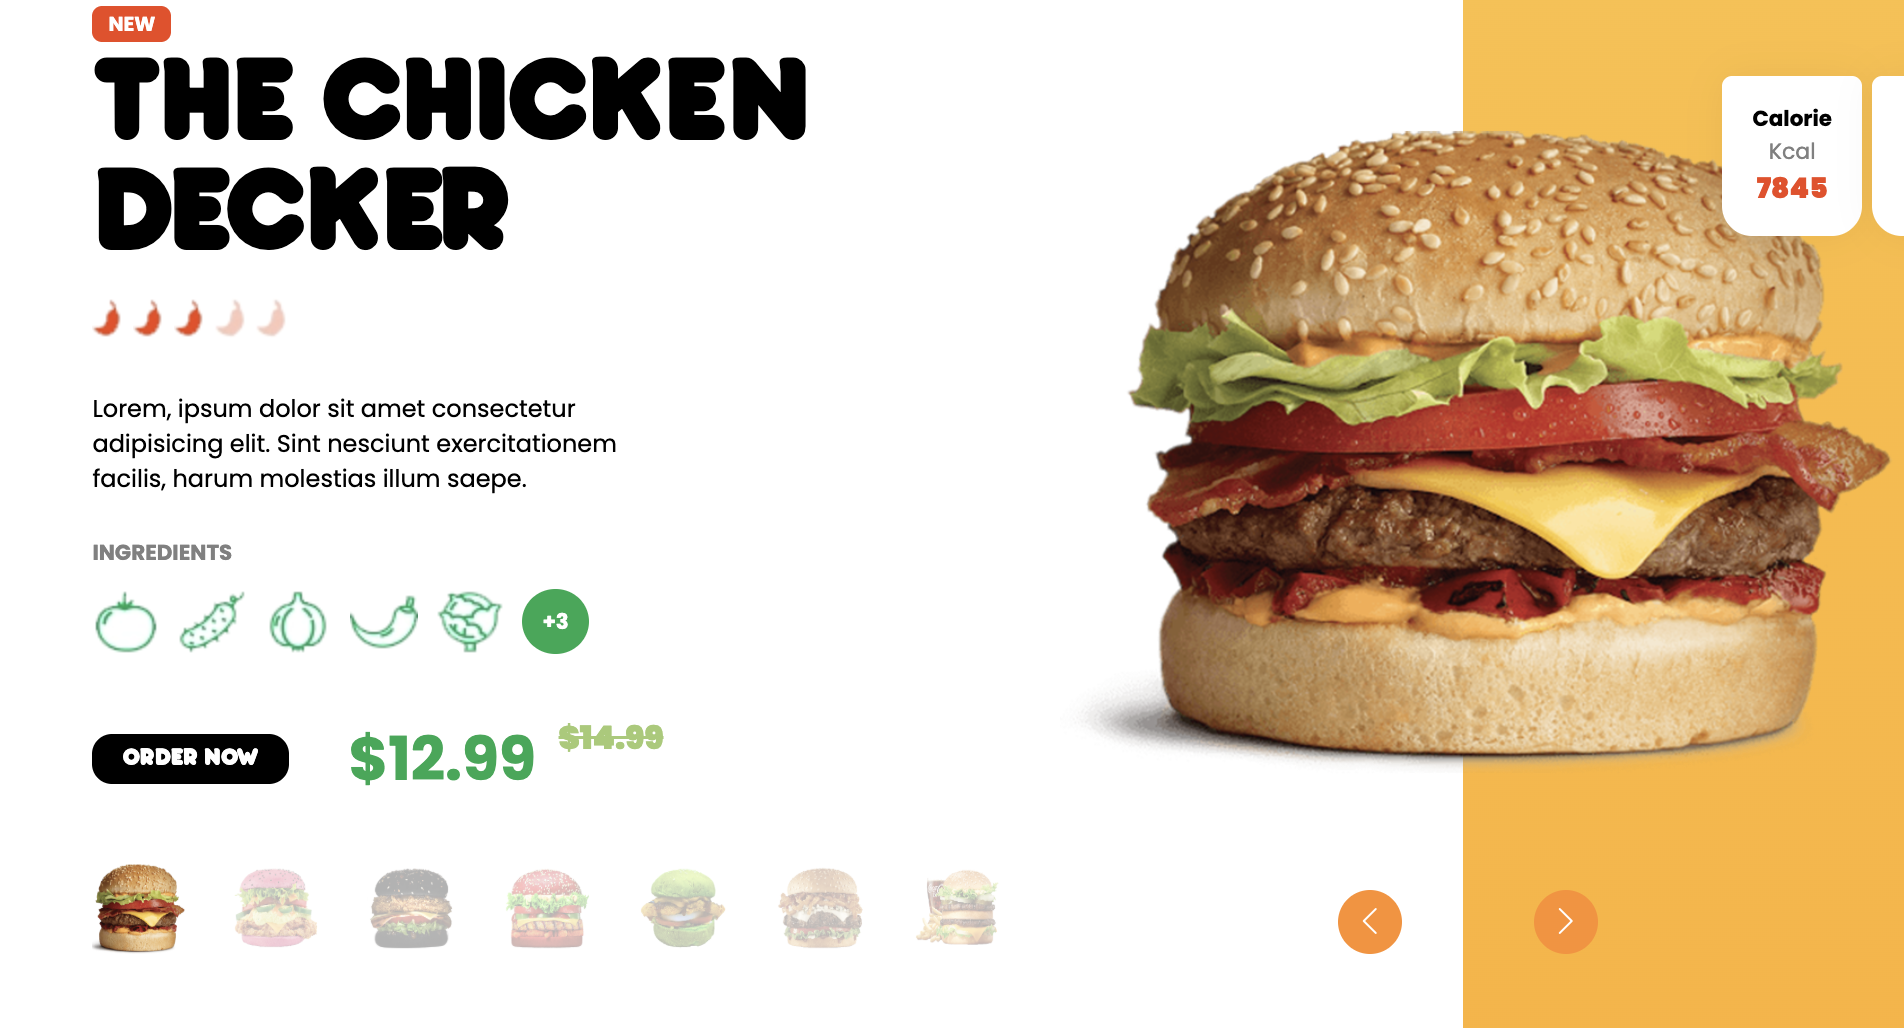 NEW
THE CHICKEN
DECKER
Lorem, ipsum dolor sit amet consectetur
adipisicing elit. Sint nesciunt exercitationem
facilis, harum molestias illum saepe.
INGREDIENTS
+3
ORDER NOW
$12.99
$14.99
Calorie
Kcal
7845